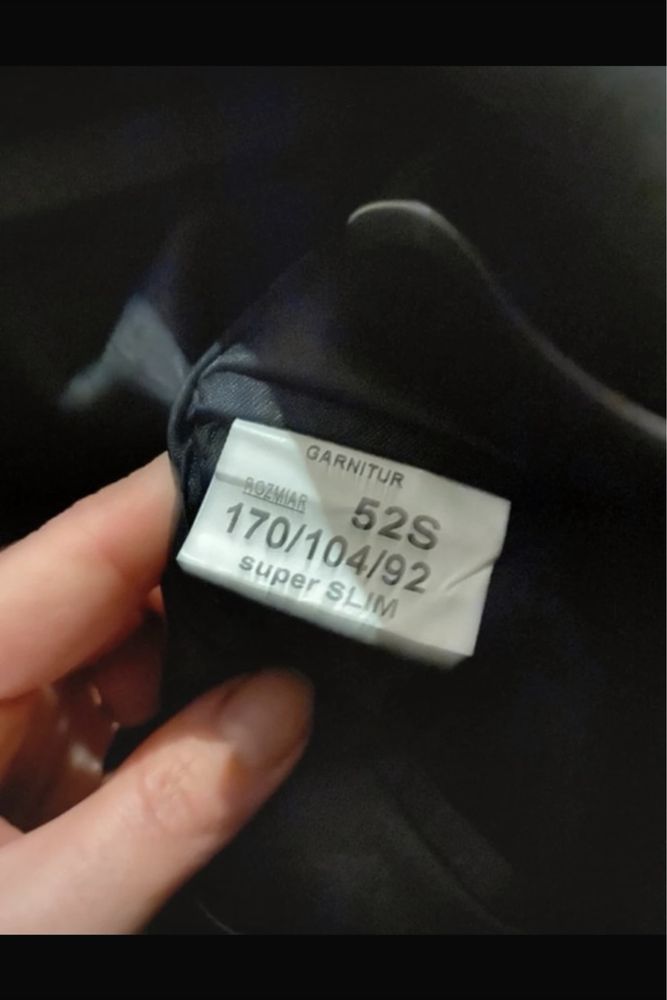 GARNITUR
ROZMIAR 52S
170/104/92
super SLIM